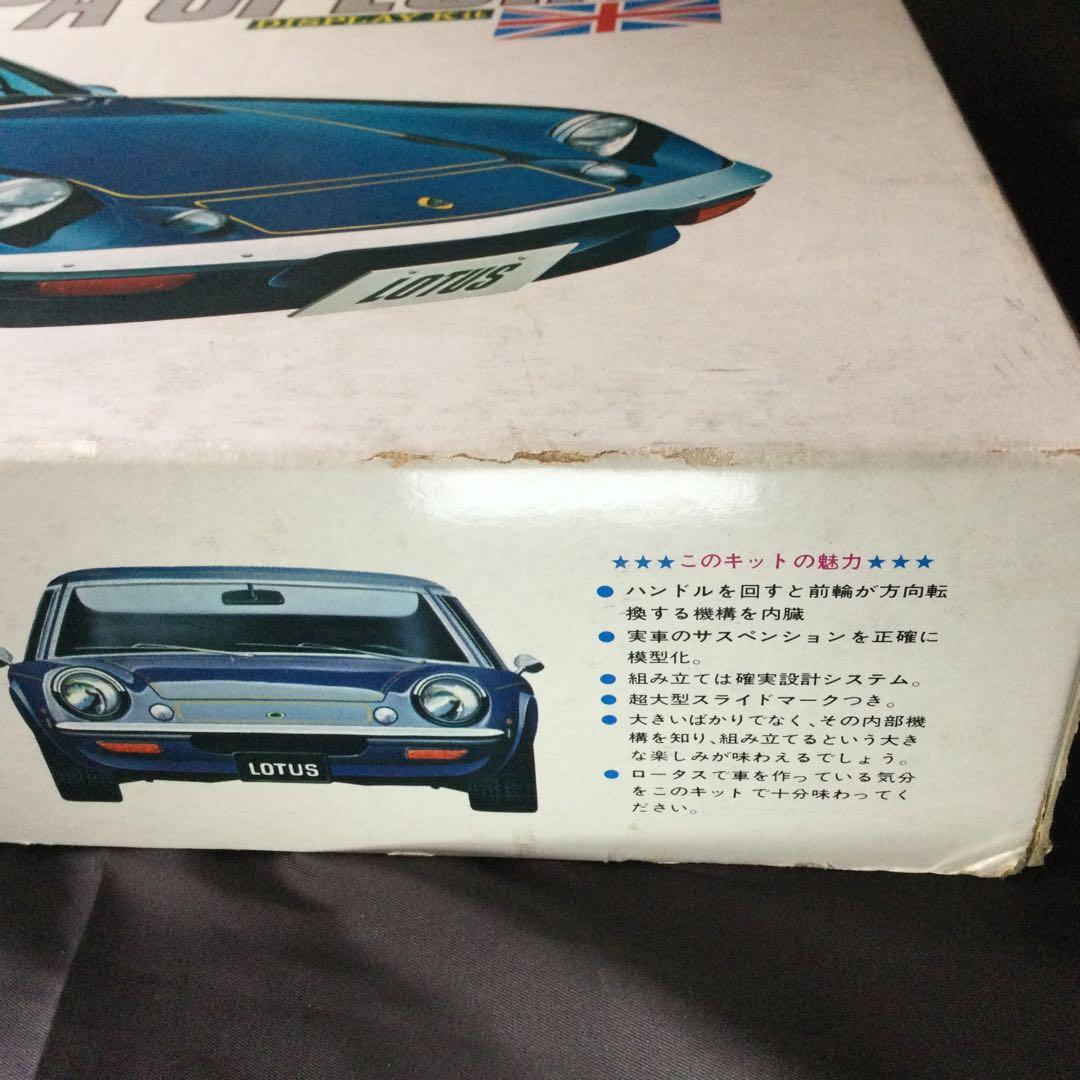 DISPLAY Kit
LOTUS
★★★このキットの魅力★★★
● ハンドルを回すと前輪が方向転
換する機構を内臓
● 実車のサスペンションを正確に
模型化。
● 組み立ては確実設計システム。
● 超大型スライドマークつき。
● 大きいばかりでなく、その内部機
構を知り、組み立てるという大き
な楽しみが味わえるでしょう。
● ロータスで車を作っている気分
をこのキットで十分味わってく
ださい。
LOTUS